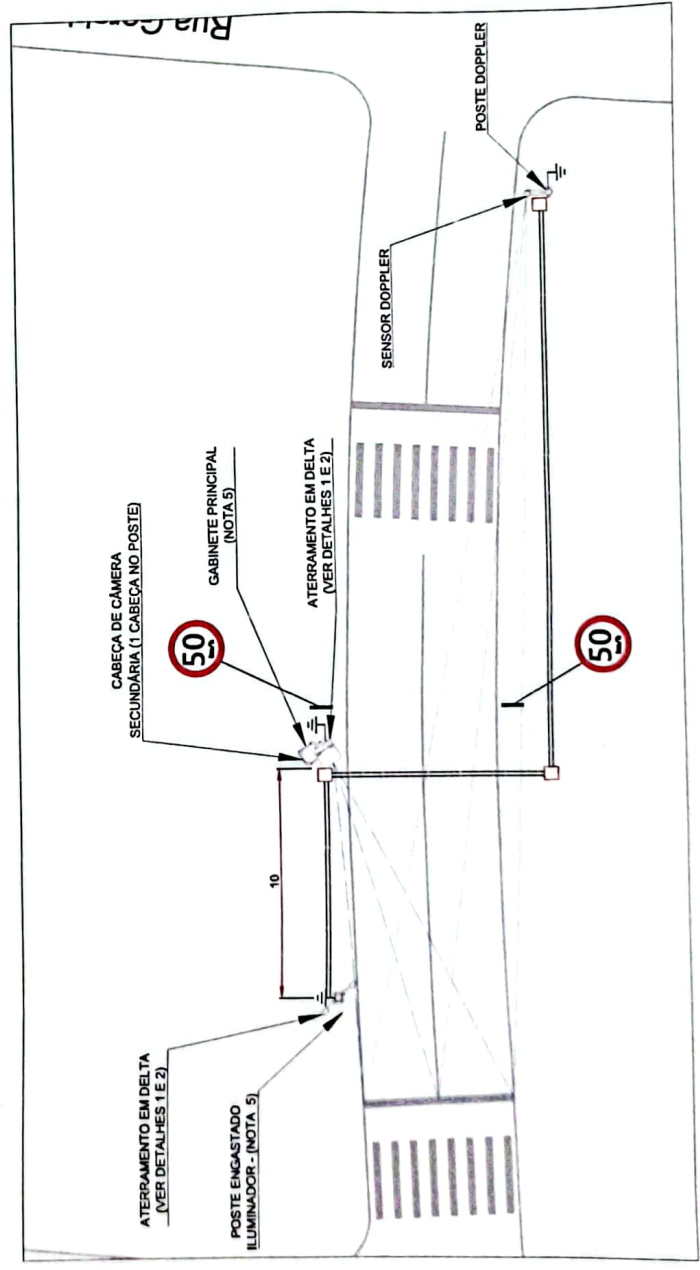 Rua
POSTE DOPPLER
SENSOR DOPPLER
CABEÇA DE CÂMERA
SECUNDÁRIA (1 CABEÇA NO POSTE)
GABINETE PRINCIPAL
(NOTA 5)
ATERRAMENTO EM DELTA
(VER DETALHES 1 E 2)
50
50
10
ATERRAMENTO EM DELTA
(VER DETALHES 1 E 2)
POSTE ENGASTADO
ILUMINADOR - (NOTA 5)